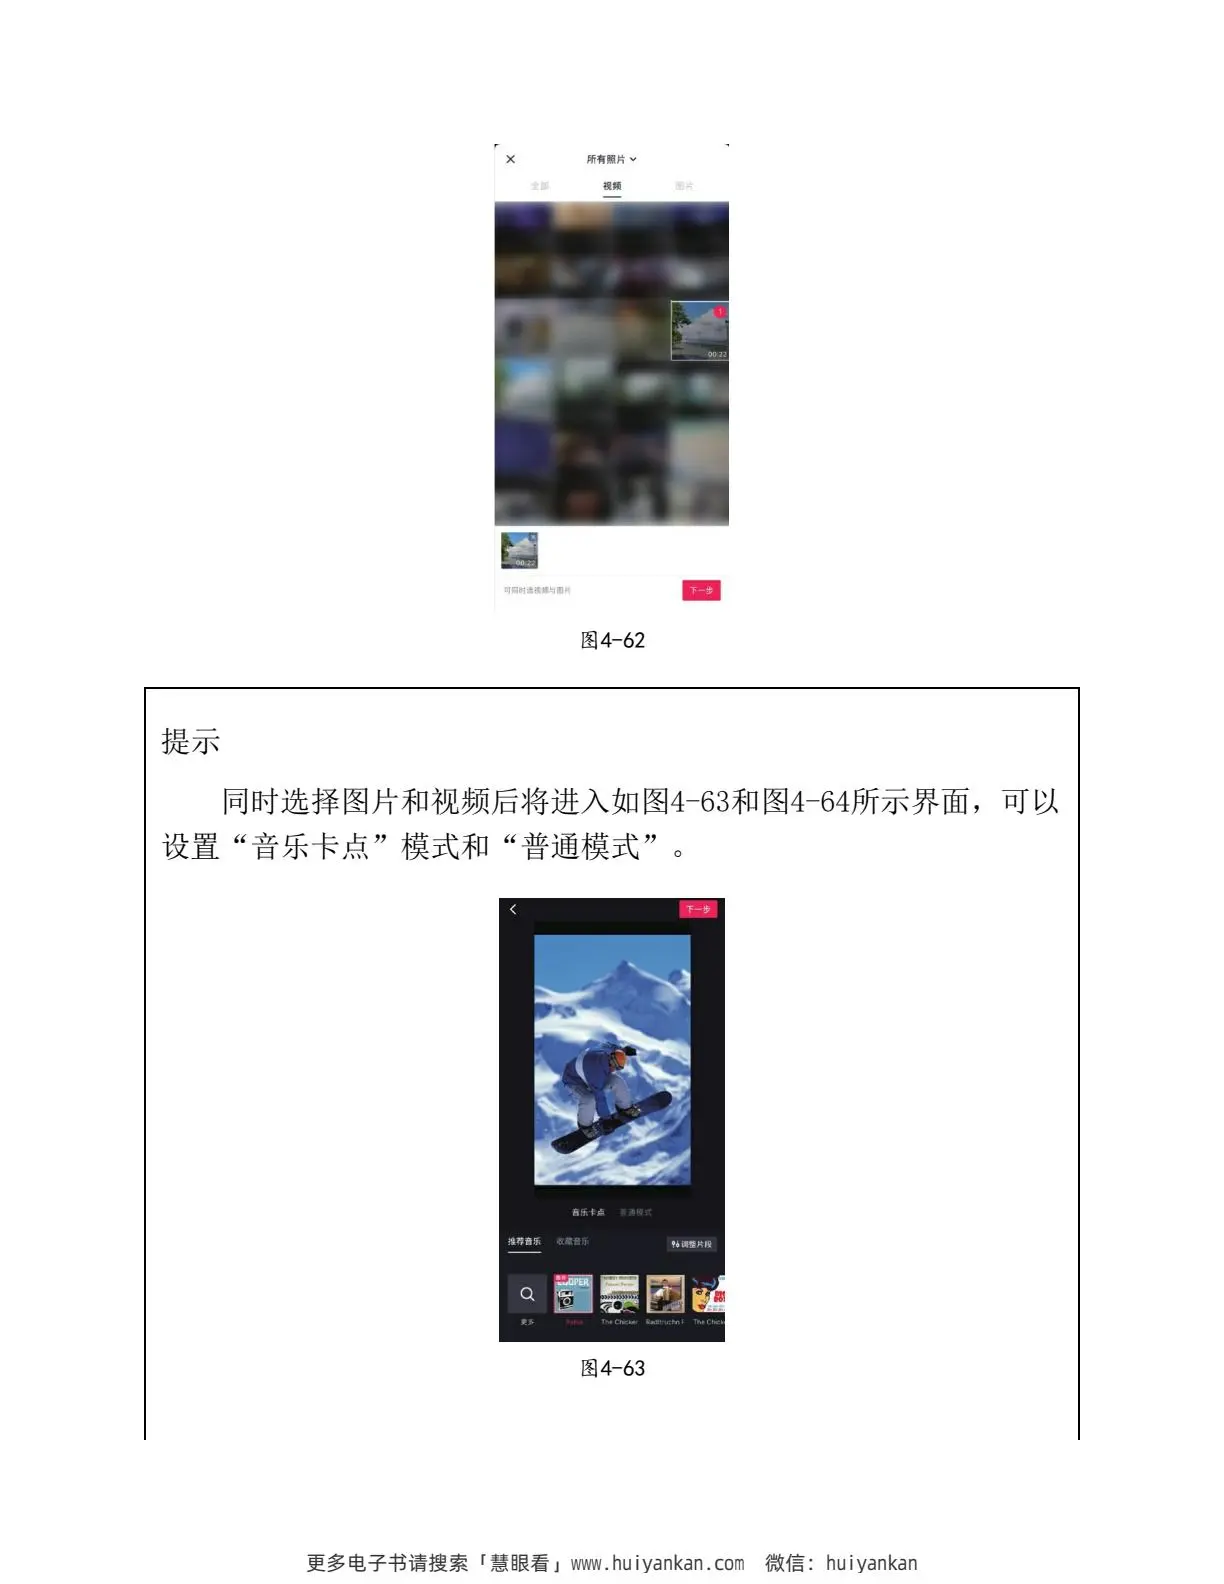 所有照片
全部 视频 图片
1
00:22
00:22
可同时选视频与图片 下一步
图4-62
提示
同时选择图片和视频后将进入如图4-63和图4-64所示界面，可以
设置“音乐卡点”模式和“普通模式”。
下一步
音乐卡点 普通模式
推荐音乐 收藏音乐 调整片段
更多 The Chicken
图4-63
更多电子书请搜索「慧眼看」www.huiyankan.com 微信：huiyankan